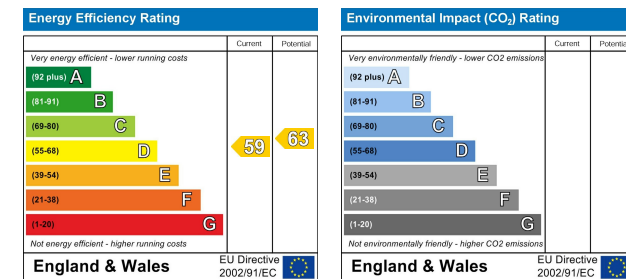 Energy Efficiency Rating
Current Potential
Very energy efficient - lower running costs
(92 plus) A
(81-91) B
(69-80) C
(55-68) D
(39-54) E
(21-38) F
(1-20) G
59
63
Not energy efficient - higher running costs
England & Wales
EU Directive
2002/91/EC
Environmental Impact (CO₂) Rating
Current Potential
Very environmentally friendly - lower CO2 emissions
(92 plus) A
(81-91) B
(69-80) C
(55-68) D
(39-54) E
(21-38) F
(1-20) G
Not environmentally friendly - higher CO2 emissions
England & Wales
EU Directive
2002/91/EC